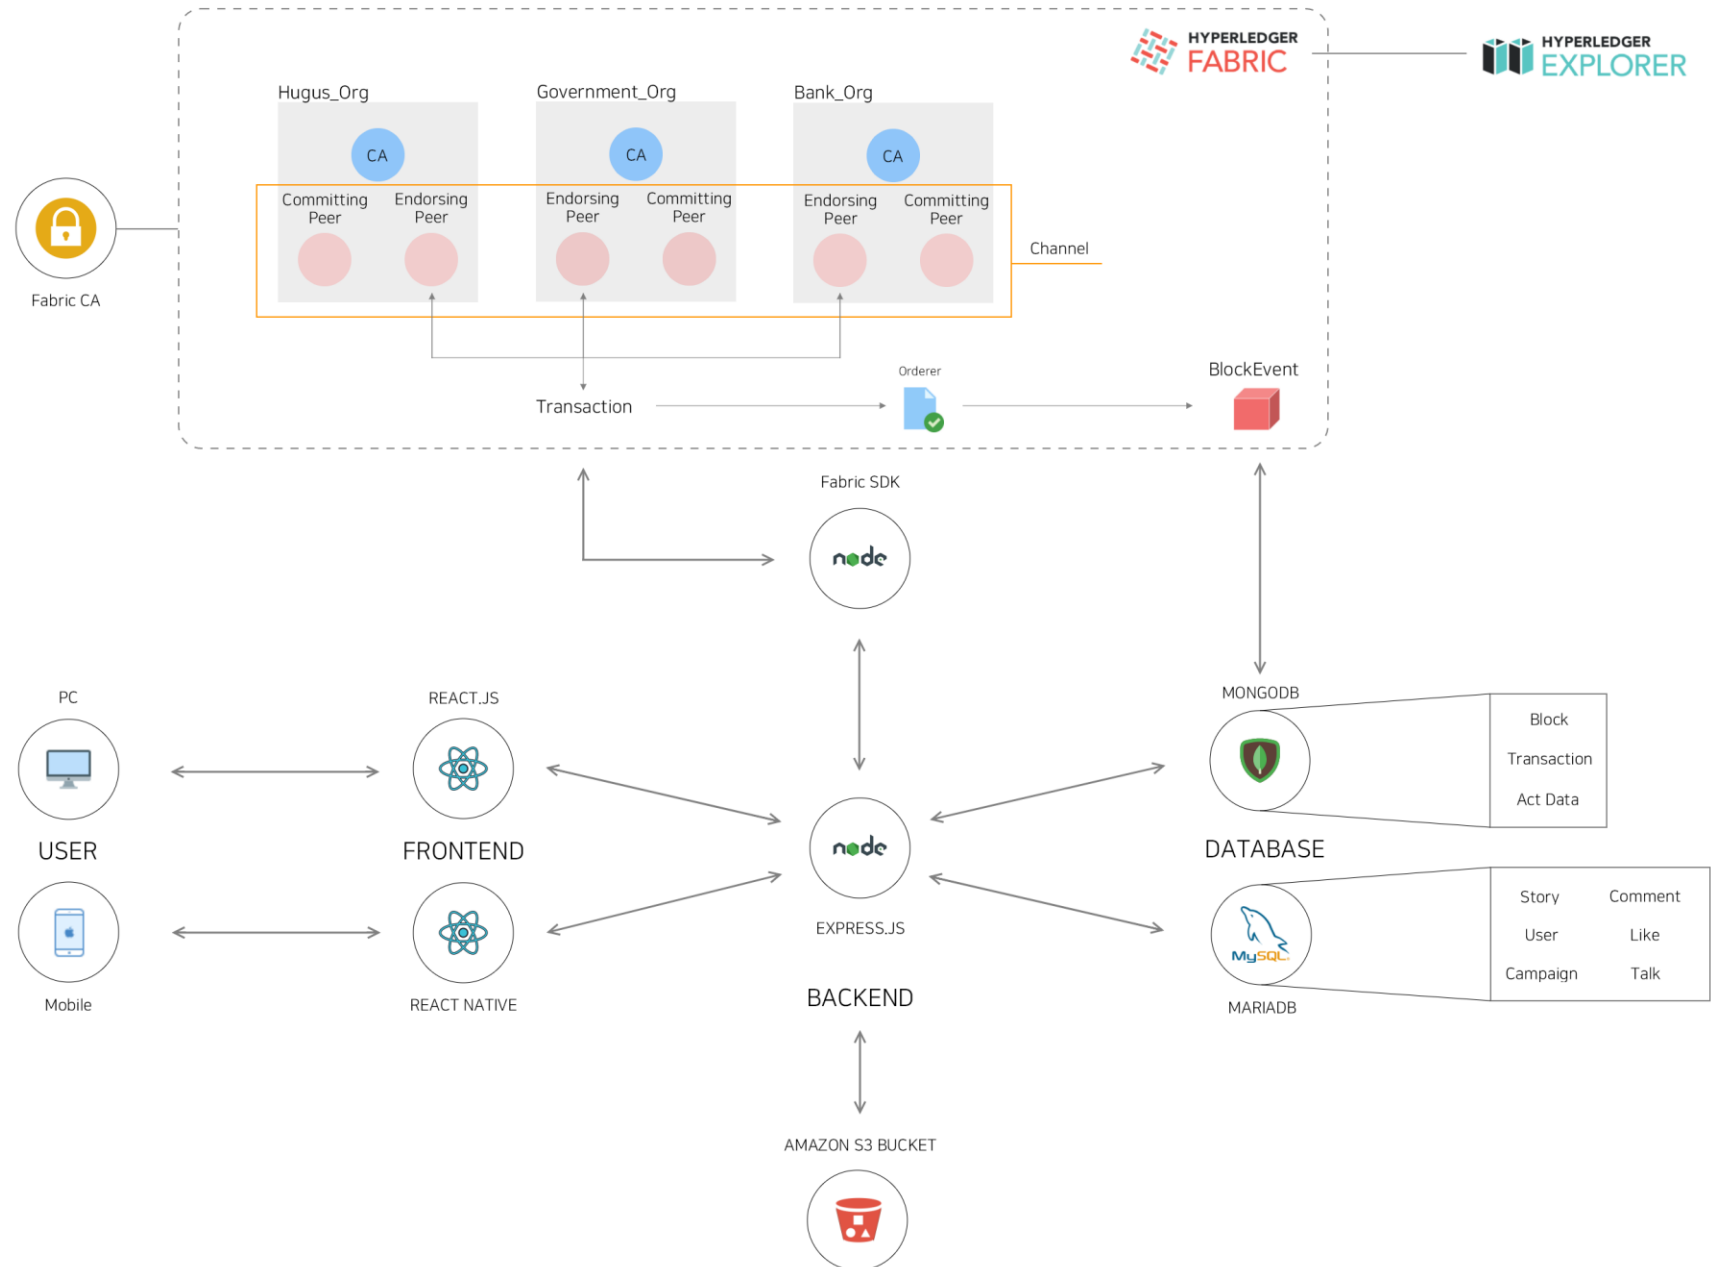 HYPERLEDGER
FABRIC
HYPERLEDGER
EXPLORER
Hugus_Org
Government_Org
Bank_Org
CA
CA
CA
Committing
Peer
Endorsing
Peer
Endorsing
Peer
Committing
Peer
Endorsing
Peer
Committing
Peer
Channel
Fabric CA
Transaction
Orderer
BlockEvent
Fabric SDK
node
PC
REACT.JS
MONGODB
Block
Transaction
Act Data
USER
FRONTEND
node
DATABASE
EXPRESS.JS
Mobile
REACT NATIVE
BACKEND
MySQL
MARIADB
Story
Comment
User
Like
Campaign
Talk
AMAZON S3 BUCKET